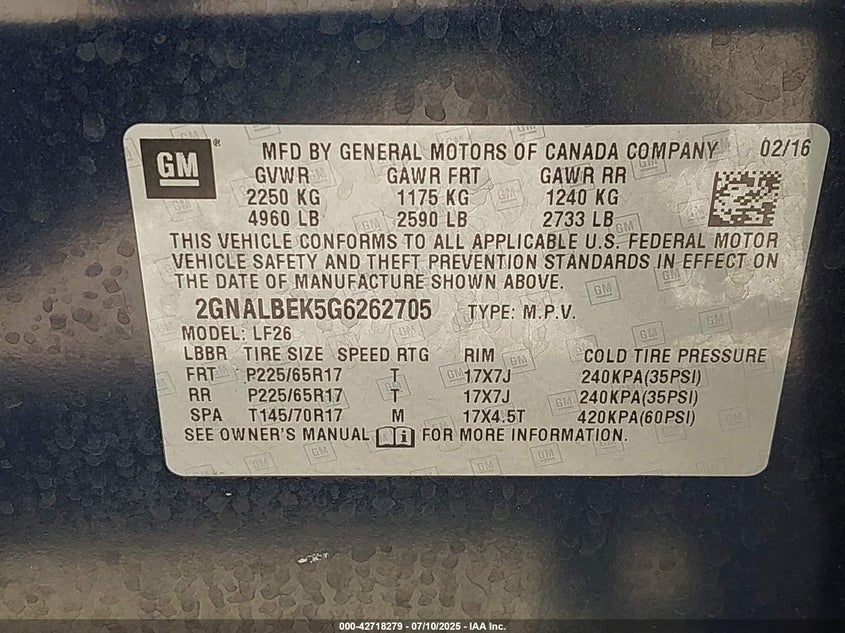 GM ®
MFD BY GENERAL MOTORS OF CANADA COMPANY 02/16
GVWR GAWR FRT GAWR RR
2250 KG 1175 KG 1240 KG
4960 LB 2590 LB 2733 LB
THIS VEHICLE CONFORMS TO ALL APPLICABLE U.S. FEDERAL MOTOR
VEHICLE SAFETY AND THEFT PREVENTION STANDARDS IN EFFECT ON
THE DATE OF MANUFACTURE SHOWN ABOVE.
2GNALBEK5G6262705 TYPE: M.P.V.
MODEL: LF26
LBBR TIRE SIZE SPEED RTG RIM COLD TIRE PRESSURE
FRT P225/65R17 T 17X7J 240KPA(35PSI)
RR P225/65R17 T 17X7J 240KPA(35PSI)
SPA T145/70R17 M 17X4.5T 420KPA(60PSI)
SEE OWNER'S MANUAL FOR MORE INFORMATION.
000-42718279 - 07/10/2025 - IAA Inc.